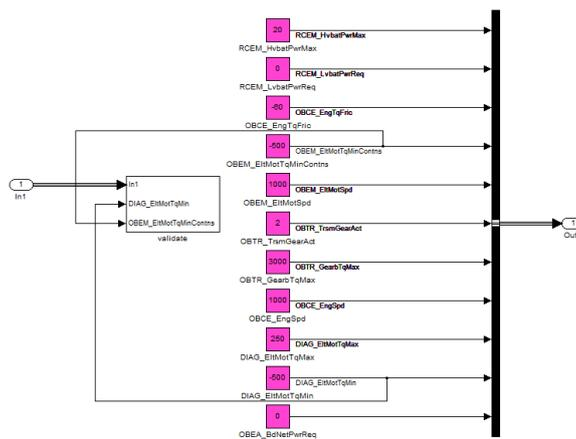 20
RCEM_HvbatPwrMax
RCEM_HvbatPwrMax
0
RCEM_LvbatPwrReq
RCEM_LvbatPwrReq
-60
OBCE_EngTqFric
OBCE_EngTqFric
-500
OBEM_EltMotTqMinContns
OBEM_EltMotTqMinContns
1
In1
In1
DIAG_EltMotTqMin
OBEM_EltMotTqMinContns
validate
1000
OBEM_EltMotSpd
OBEM_EltMotSpd
2
OBTR_TrsmGearAct
OBTR_TrsmGearAct
1
Out
3000
OBTR_GearbTqMax
OBTR_GearbTqMax
1000
OBCE_EngSpd
OBCE_EngSpd
250
DIAG_EltMotTqMax
DIAG_EltMotTqMax
-500
DIAG_EltMotTqMin
DIAG_EltMotTqMin
0
OBEA_BdNetPwrReq